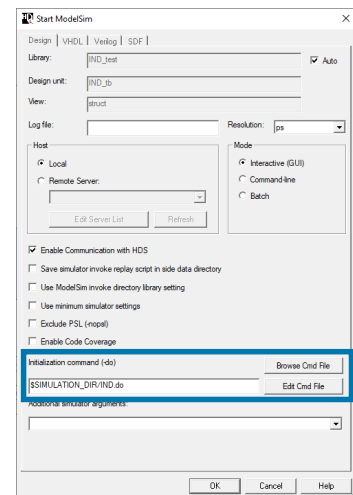 HDS Start ModelSim
Design VHDL Verilog SDF
Library: IND_test Auto
Design unit: IND_tb
View: struct
Log file: Resolution: ps
Host Mode
Local Interactive (GUI)
Remote Server: Command-line
Batch
Edit Server List Refresh
Enable Communication with HDS
Save simulator invoke replay script in side data directory
Use ModelSim invoke directory library setting
Use minimum simulator settings
Exclude PSL (-nopsl)
Enable Code Coverage
Initialization command (-do) Browse Cmd File
$SIMULATION_DIR/IND.do Edit Cmd File
Additional simulator arguments:
OK Cancel Help